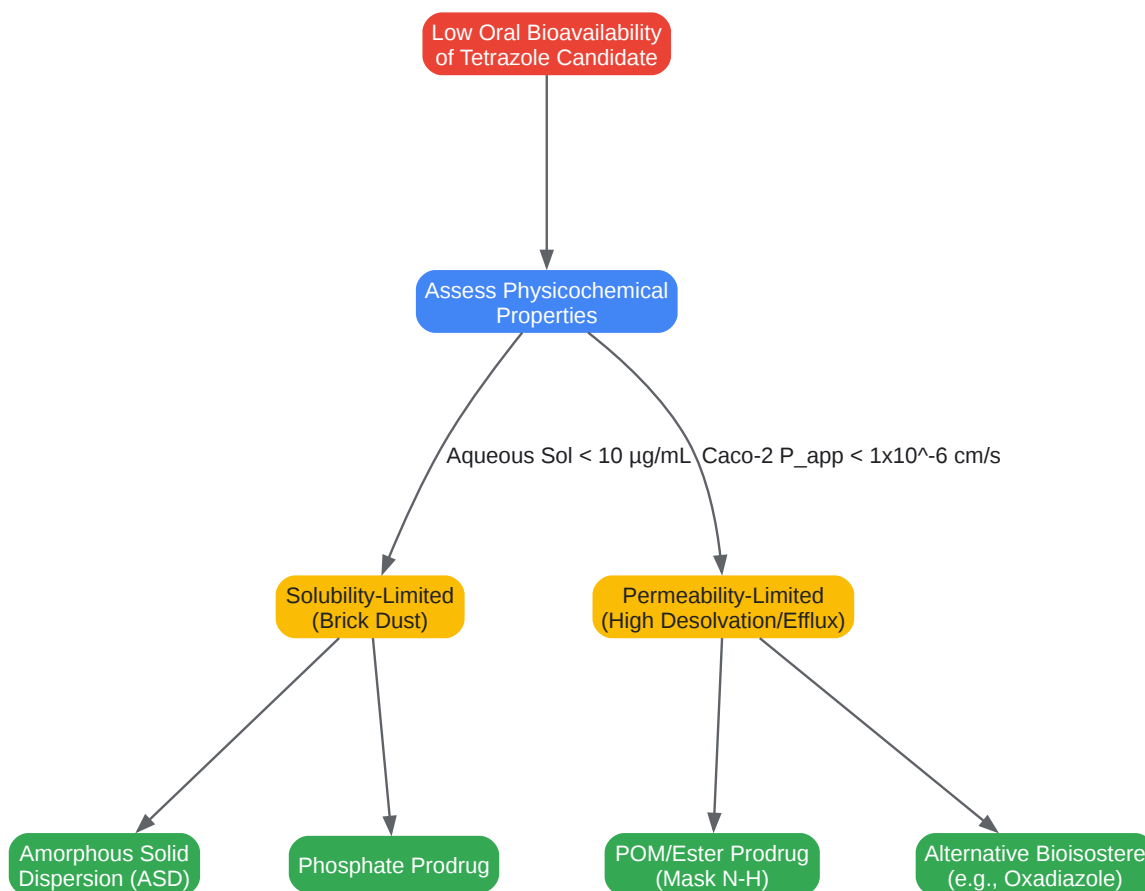 Low Oral Bioavailability
of Tetrazole Candidate
Assess Physicochemical
Properties
Aqueous Sol < 10 µg/mL
Caco-2 P_app < 1x10^-6 cm/s
Solubility-Limited
(Brick Dust)
Permeability-Limited
(High Desolvation/Efflux)
Amorphous Solid
Dispersion (ASD)
Phosphate Prodrug
POM/Ester Prodrug
(Mask N-H)
Alternative Bioisostere
(e.g., Oxadiazole)